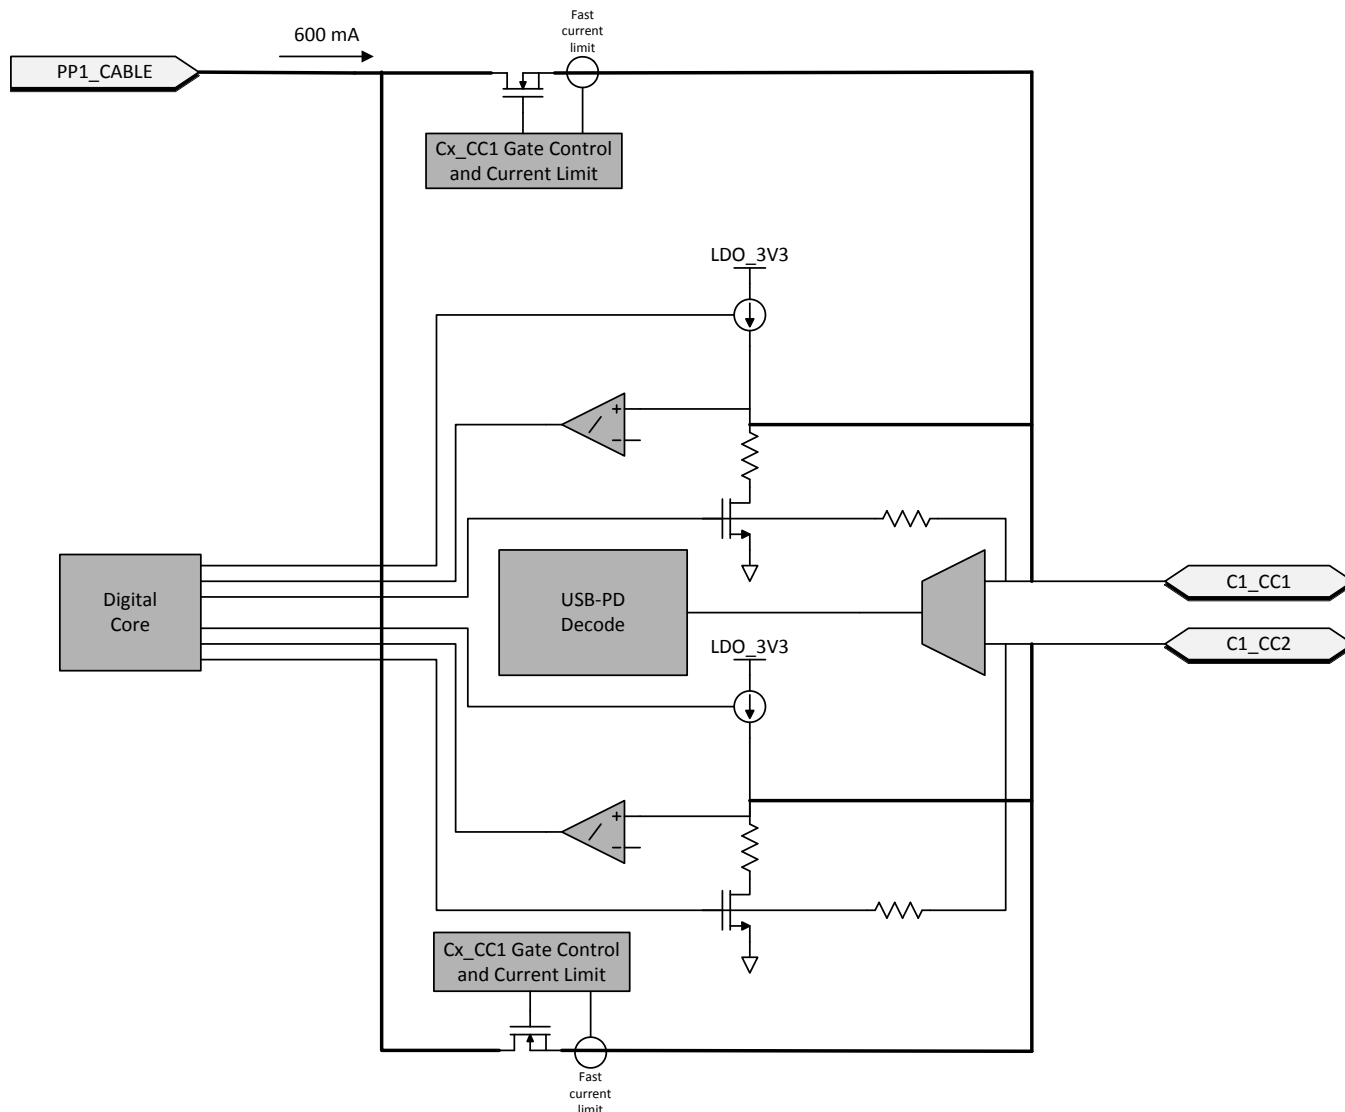 Fast
current
limit
600 mA
PP1_CABLE
Cx_CC1 Gate Control
and Current Limit
LDO_3V3
+
−
Digital
Core
USB-PD
Decode
C1_CC1
C1_CC2
LDO_3V3
+
−
Cx_CC1 Gate Control
and Current Limit
Fast
current
limit